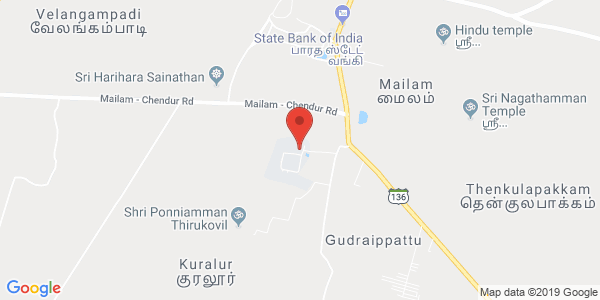 Velangampadi
வேலங்கம்பாடி
State Bank of India
பாரத ஸ்டேட்
வங்கி
Hindu temple
ஸ்ரீ...
Sri Harihara Sainathan
Mailam
மைலம்
Mailam - Chendur Rd
Mailam - Chendur Rd
Sri Nagathamman
Temple
ஸ்ரீ...
Thenkulapakkam
தென்குலபாக்கம்
136
Shri Ponniamman
Thirukovil
Gudraippattu
Kuralur
குரலூர்
Google
Map data ©2019 Google